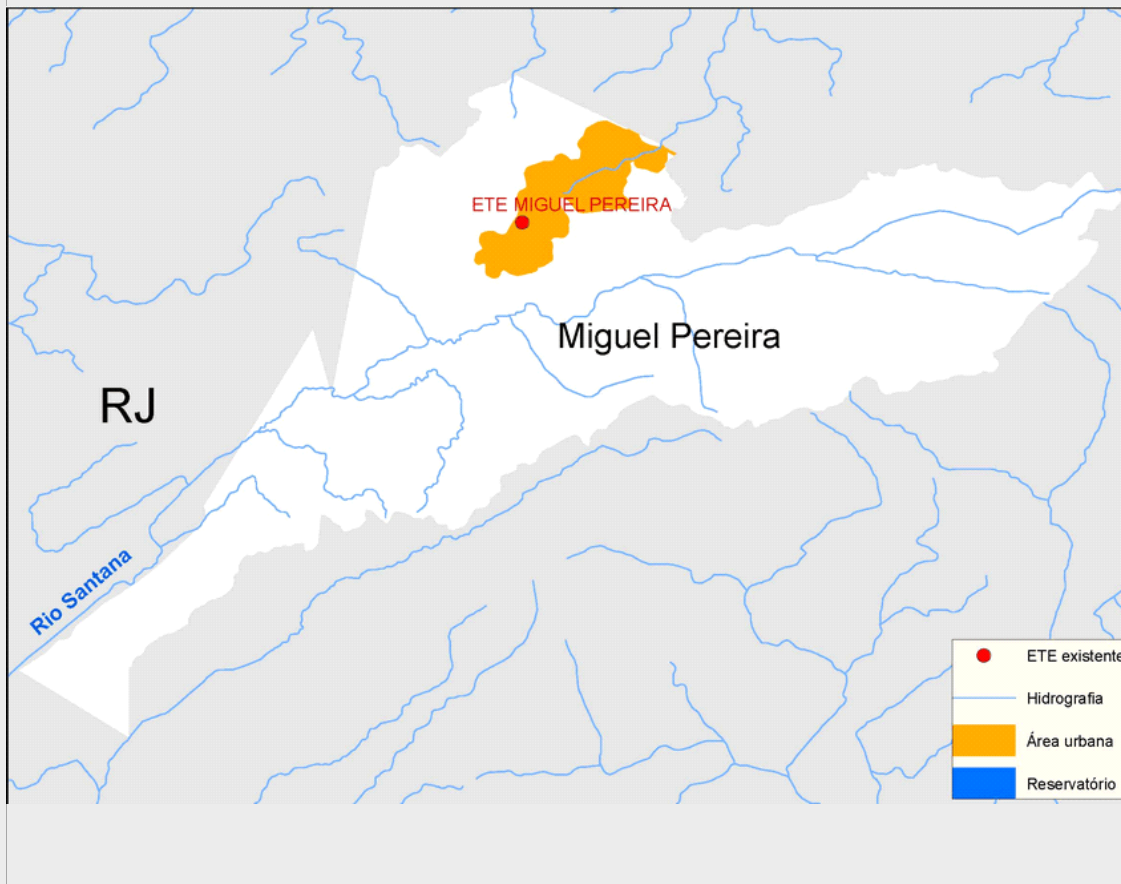 ETE MIGUEL PEREIRA
Miguel Pereira
RJ
Rio Santana
ETE existente
Hidrografia
Área urbana
Reservatório